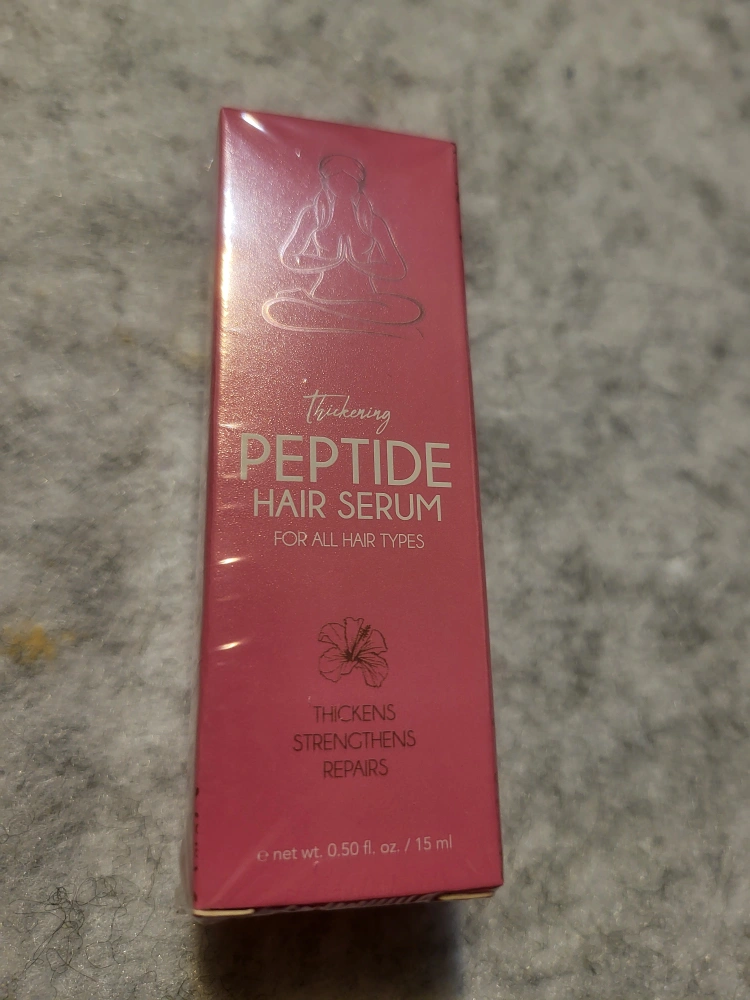 Thickening
PEPTIDE
HAIR SERUM
FOR ALL HAIR TYPES
THICKENS
STRENGTHENS
REPAIRS
℮ net wt. 0.50 fl. oz. / 15 ml